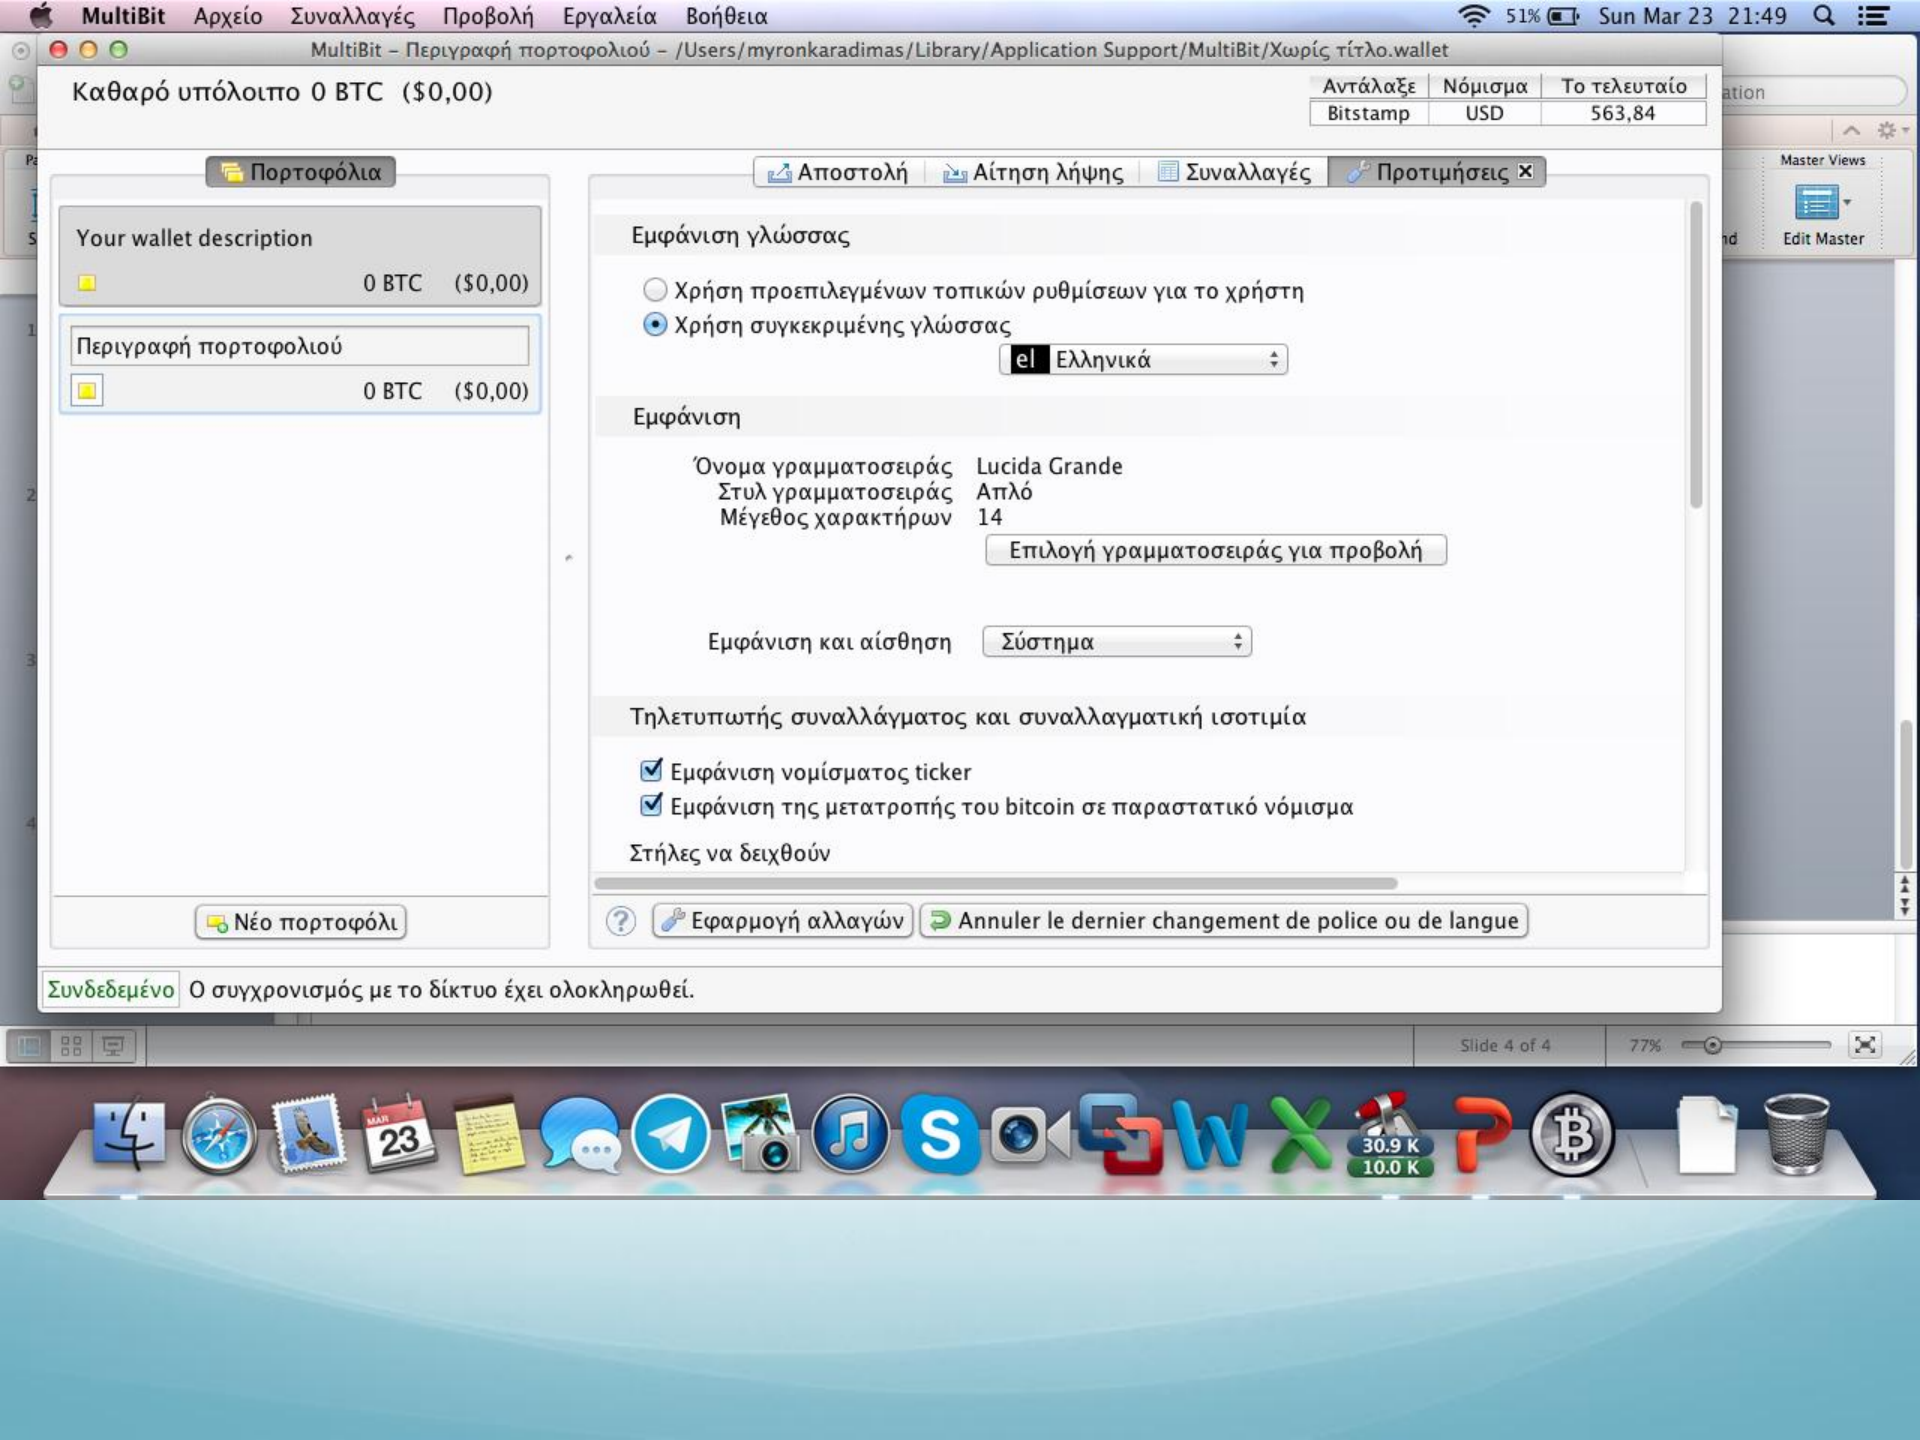 MultiBit Αρχείο Συναλλαγές Προβολή Εργαλεία Βοήθεια 51% Sun Mar 23 21:49
MultiBit – Περιγραφή πορτοφολιού – /Users/myronkaradimas/Library/Application Support/MultiBit/Χωρίς τίτλο.wallet
Καθαρό υπόλοιπο 0 BTC ($0,00)
Αντάλαξε Νόμισμα Το τελευταίο
Bitstamp USD 563,84
Πορτοφόλια
Αποστολή Αίτηση λήψης Συναλλαγές Προτιμήσεις
Master Views
Edit Master
Your wallet description
0 BTC ($0,00)
Περιγραφή πορτοφολιού
0 BTC ($0,00)
Εμφάνιση γλώσσας
Χρήση προεπιλεγμένων τοπικών ρυθμίσεων για το χρήστη
Χρήση συγκεκριμένης γλώσσας
el Ελληνικά
Εμφάνιση
Όνομα γραμματοσειράς Lucida Grande
Στυλ γραμματοσειράς Απλό
Μέγεθος χαρακτήρων 14
Επιλογή γραμματοσειράς για προβολή
Εμφάνιση και αίσθηση Σύστημα
Τηλετυπωτής συναλλάγματος και συναλλαγματική ισοτιμία
Εμφάνιση νομίσματος ticker
Εμφάνιση της μετατροπής του bitcoin σε παραστατικό νόμισμα
Στήλες να δειχθούν
Νέο πορτοφόλι
? Εφαρμογή αλλαγών Annuler le dernier changement de police ou de langue
Συνδεδεμένο Ο συγχρονισμός με το δίκτυο έχει ολοκληρωθεί.
Slide 4 of 4 77%
MAR
23
30.9 K
10.0 K